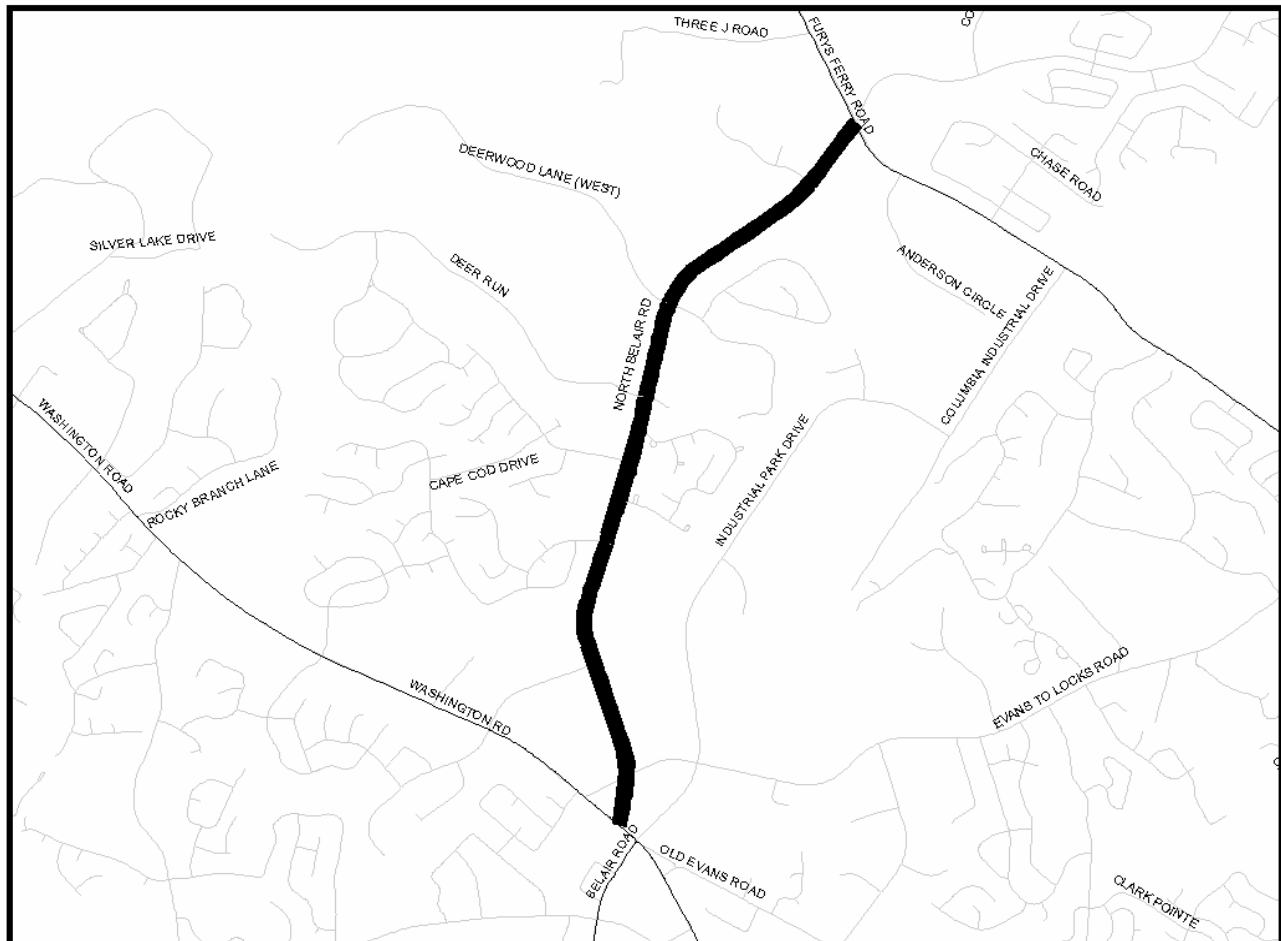 CO
THREE J ROAD
FURYS FERRY ROAD
CHASE ROAD
DEERWOOD LANE (WEST)
SILVER LAKE DRIVE
DEER RUN
ANDERSON CIRCLE
COLUMBIA INDUSTRIAL DRIVE
NORTH BELAIR RD
WASHINGTON ROAD
ROCKY BRANCH LANE
CAPE COD DRIVE
INDUSTRIAL PARK DRIVE
EVANS TO LOCKS ROAD
WASHINGTON RD
BELAIR ROAD
OLD EVANS ROAD
CLARK POINTE